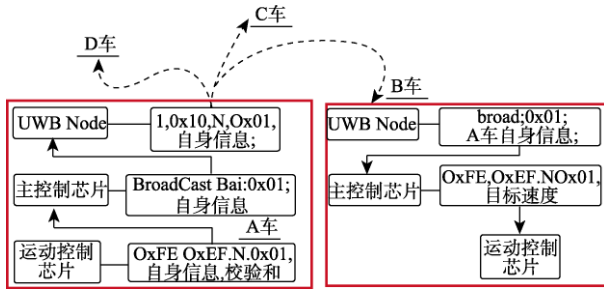 C车
D车
B车
UWB Node
1,0x10,N,Ox01,
自身信息;
主控制芯片
BroadCast Bai:0x01;
自身信息
A车
运动控制
芯片
OxFE OxEF.N.0x01,
自身信息,校验和
UWB Node
broad;0x01;
A车自身信息;
主控制芯片
OxFE,OxEF.NOx01,
目标速度
运动控制
芯片